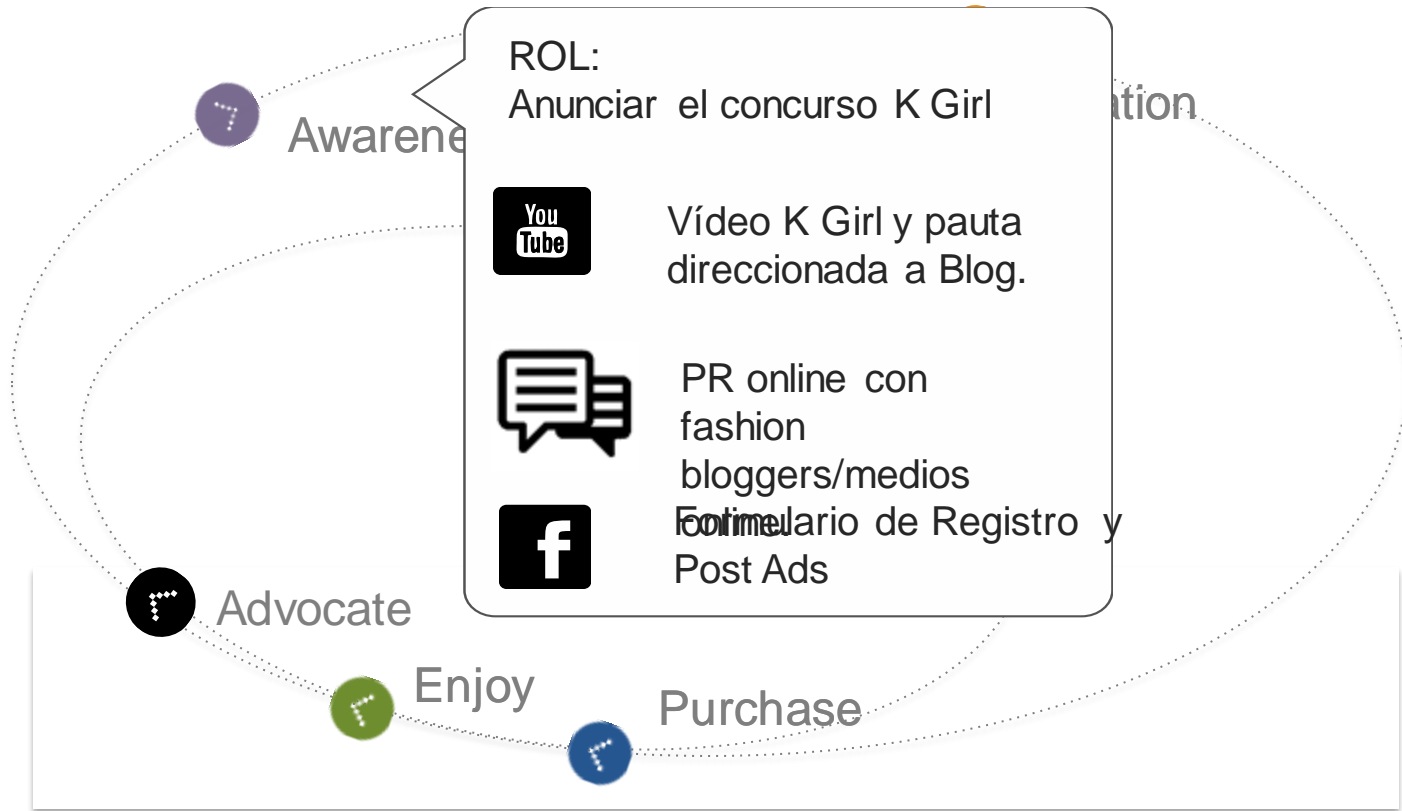 ROL:
Anunciar el concurso K Girl
Awarene
ation
You
Tube
Vídeo K Girl y pauta
direccionada a Blog.
PR online con
fashion
bloggers/medios
online.
f
Formulario de Registro y
Post Ads
Advocate
Enjoy
Purchase